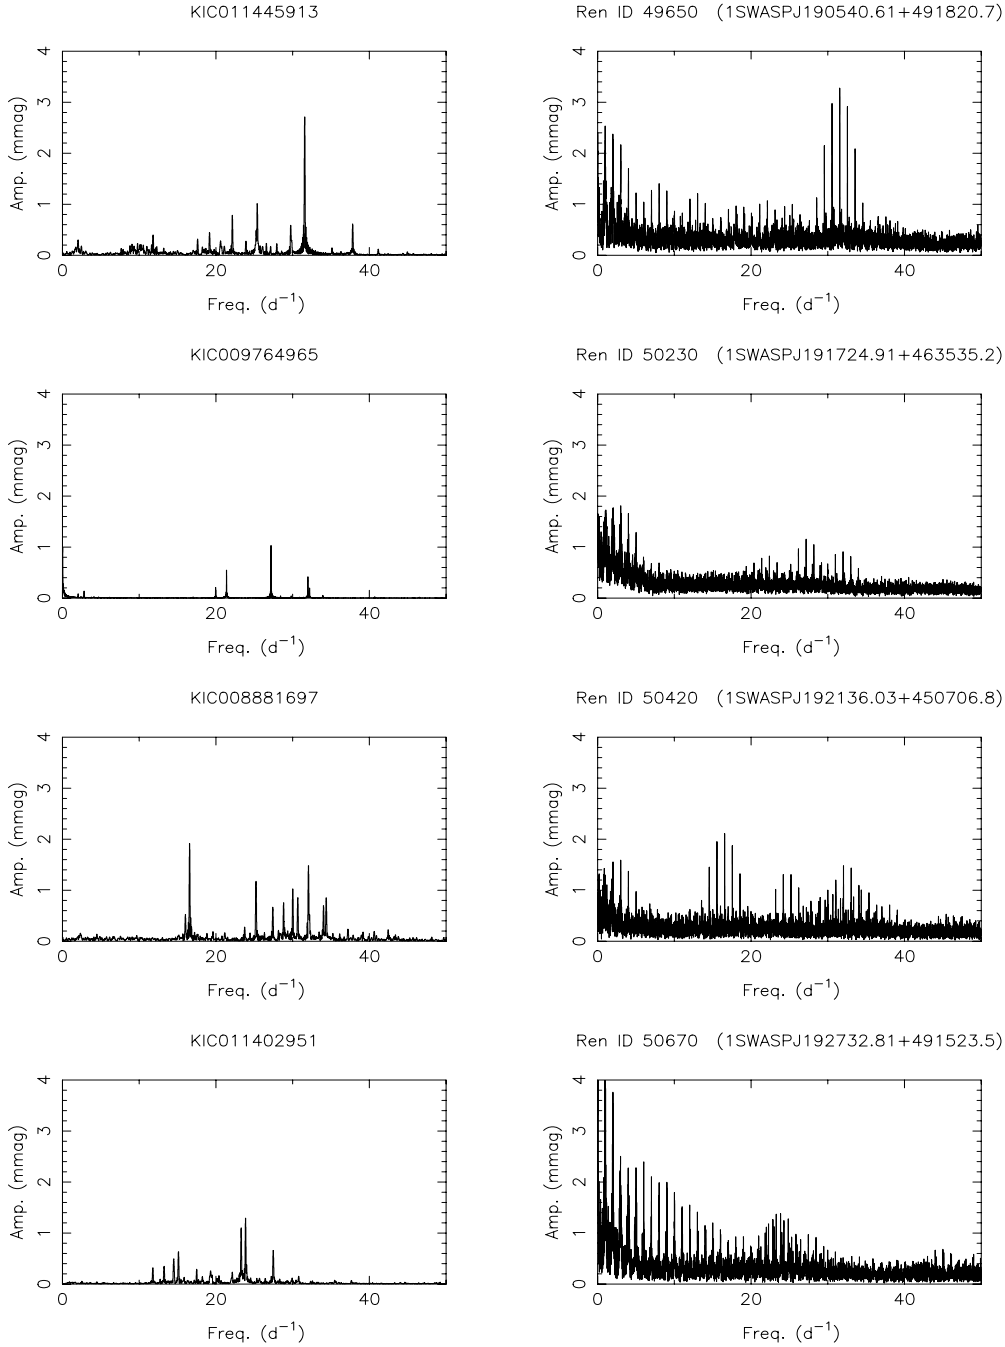 KIC011445913
Ren ID 49650 (1SWASPJ190540.61+491820.7)
Amp. (mmag)
0 1 2 3 4
0 20 40
Freq. (d⁻¹)
Amp. (mmag)
0 1 2 3 4
0 20 40
Freq. (d⁻¹)
KIC009764965
Ren ID 50230 (1SWASPJ191724.91+463535.2)
Amp. (mmag)
0 1 2 3 4
0 20 40
Freq. (d⁻¹)
Amp. (mmag)
0 1 2 3 4
0 20 40
Freq. (d⁻¹)
KIC008881697
Ren ID 50420 (1SWASPJ192136.03+450706.8)
Amp. (mmag)
0 1 2 3 4
0 20 40
Freq. (d⁻¹)
Amp. (mmag)
0 1 2 3 4
0 20 40
Freq. (d⁻¹)
KIC011402951
Ren ID 50670 (1SWASPJ192732.81+491523.5)
Amp. (mmag)
0 1 2 3 4
0 20 40
Freq. (d⁻¹)
Amp. (mmag)
0 1 2 3 4
0 20 40
Freq. (d⁻¹)